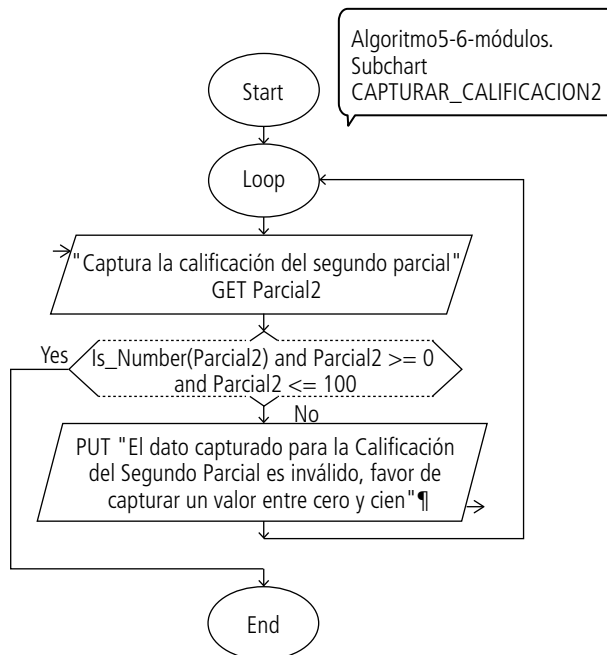 Algoritmo5-6-módulos.
Subchart
CAPTURAR_CALIFICACION2
Start
Loop
"Captura la calificación del segundo parcial"
GET Parcial2
Yes
Is_Number(Parcial2) and Parcial2 >= 0
and Parcial2 <= 100
No
PUT "El dato capturado para la Calificación
del Segundo Parcial es inválido, favor de
capturar un valor entre cero y cien"¶
End